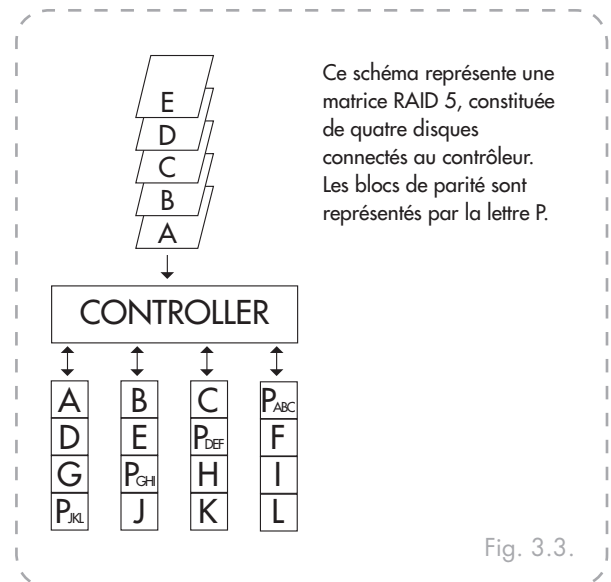 E
D
C
B
A
Ce schéma représente une
matrice RAID 5, constituée
de quatre disques
connectés au contrôleur.
Les blocs de parité sont
représentés par la lettre P.
CONTROLLER
A B C PABC
D E PDEF F
G PGHI H I
PJKL J K L
Fig. 3.3.